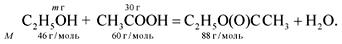 m г 30 г
C₂H₅OH + CH₃COOH = C₂H₅O(O)CCH₃ + H₂O.
М 46 г/моль 60 г/моль 88 г/моль